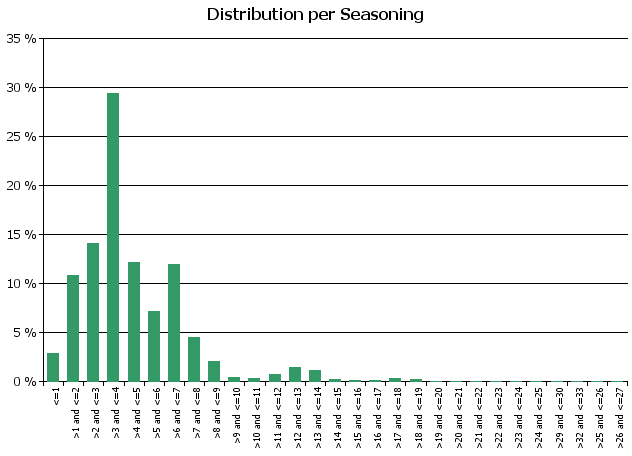 Distribution per Seasoning
35 %
30 %
25 %
20 %
15 %
10 %
5 %
0 %
<=1
>1 and <=2
>2 and <=3
>3 and <=4
>4 and <=5
>5 and <=6
>6 and <=7
>7 and <=8
>8 and <=9
>9 and <=10
>10 and <=11
>11 and <=12
>12 and <=13
>13 and <=14
>14 and <=15
>15 and <=16
>16 and <=17
>17 and <=18
>18 and <=19
>19 and <=20
>20 and <=21
>21 and <=22
>22 and <=23
>23 and <=24
>24 and <=25
>29 and <=30
>32 and <=33
>25 and <=26
>26 and <=27